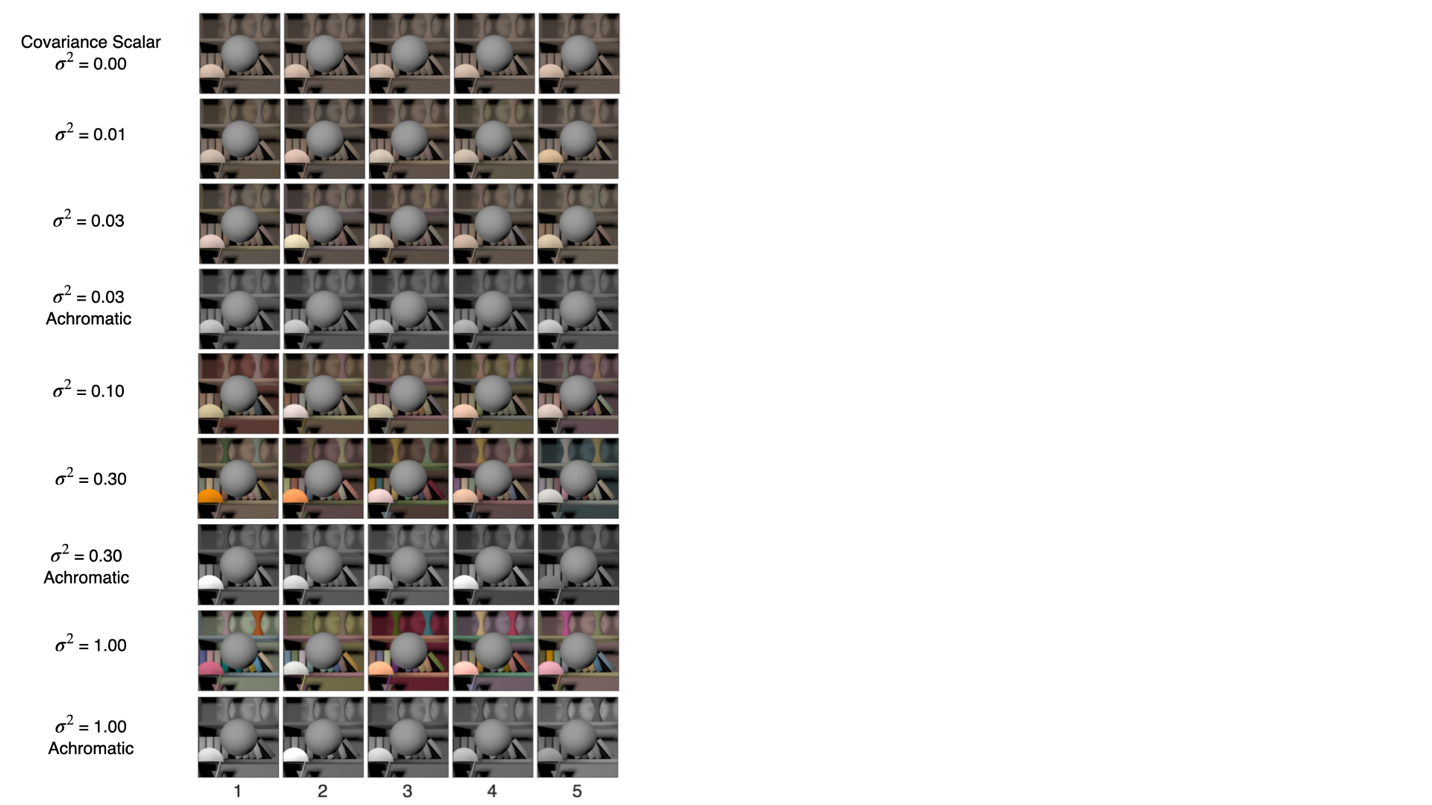 Covariance Scalar
σ² = 0.00
σ² = 0.01
σ² = 0.03
σ² = 0.03
Achromatic
σ² = 0.10
σ² = 0.30
σ² = 0.30
Achromatic
σ² = 1.00
σ² = 1.00
Achromatic
1 2 3 4 5